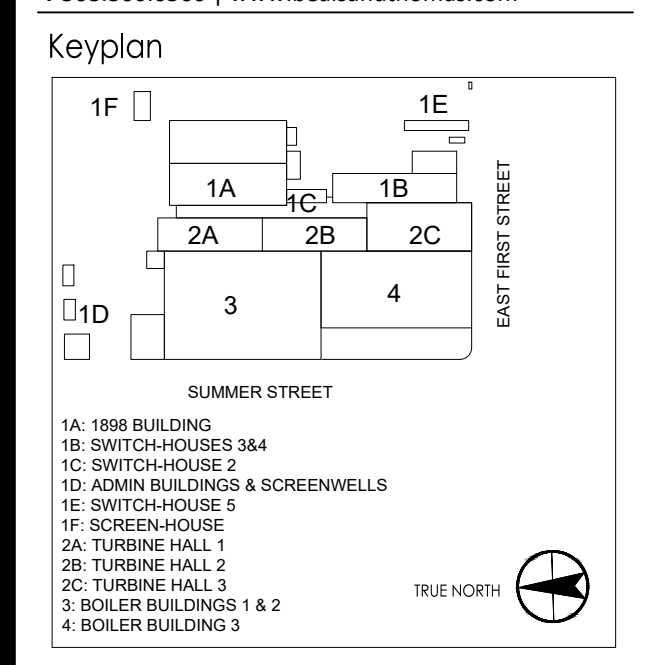 Keyplan
1F
1E
1A
1B
1C
2A
2B
2C
EAST FIRST STREET
3
4
1D
SUMMER STREET
1A: 1898 BUILDING
1B: SWITCH-HOUSES 3&4
1C: SWITCH-HOUSE 2
1D: ADMIN BUILDINGS & SCREENWELLS
1E: SWITCH-HOUSE 5
1F: SCREEN-HOUSE
2A: TURBINE HALL 1
2B: TURBINE HALL 2
2C: TURBINE HALL 3
3: BOILER BUILDINGS 1 & 2
4: BOILER BUILDING 3
TRUE NORTH